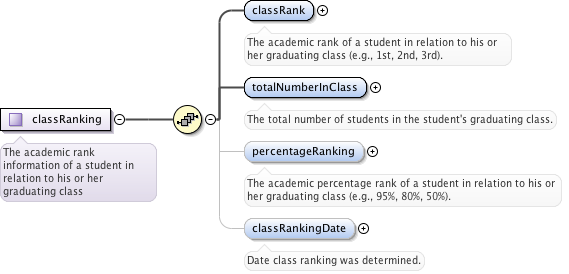 classRank
The academic rank of a student in relation to his or
her graduating class (e.g., 1st, 2nd, 3rd).
totalNumberInClass
The total number of students in the student's graduating class.
classRanking
The academic rank
information of a student in
relation to his or her
graduating class
percentageRanking
The academic percentage rank of a student in relation to his or
her graduating class (e.g., 95%, 80%, 50%).
classRankingDate
Date class ranking was determined.